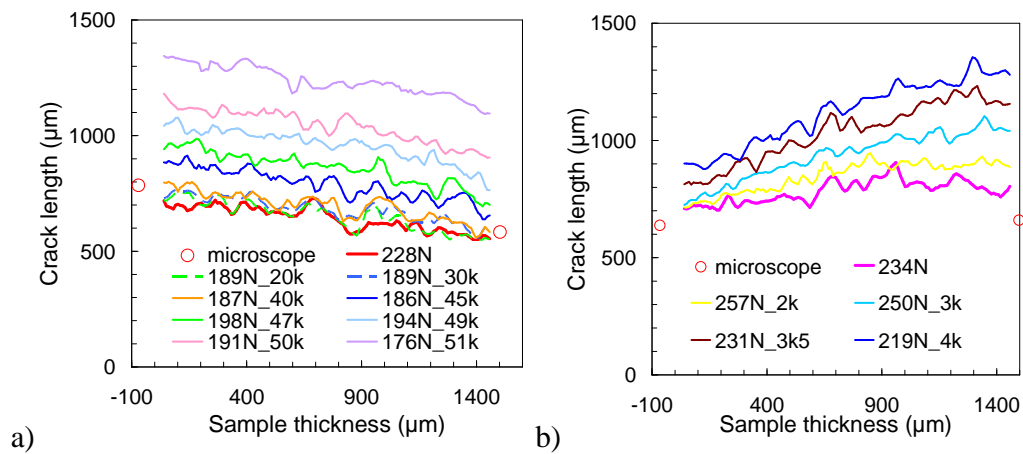 1500
1000
500
0
-100 400 900 1400
Crack length (µm)
Sample thickness (µm)
microscope 228N
189N_20k 189N_30k
187N_40k 186N_45k
198N_47k 194N_49k
191N_50k 176N_51k
a)
1500
1000
500
0
-100 400 900 1400
Crack length (µm)
Sample thickness (µm)
microscope 234N
257N_2k 250N_3k
231N_3k5 219N_4k
b)